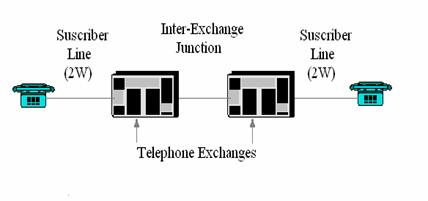 Suscriber
Line
(2W)
Inter-Exchange
Junction
Suscriber
Line
(2W)
Telephone Exchanges